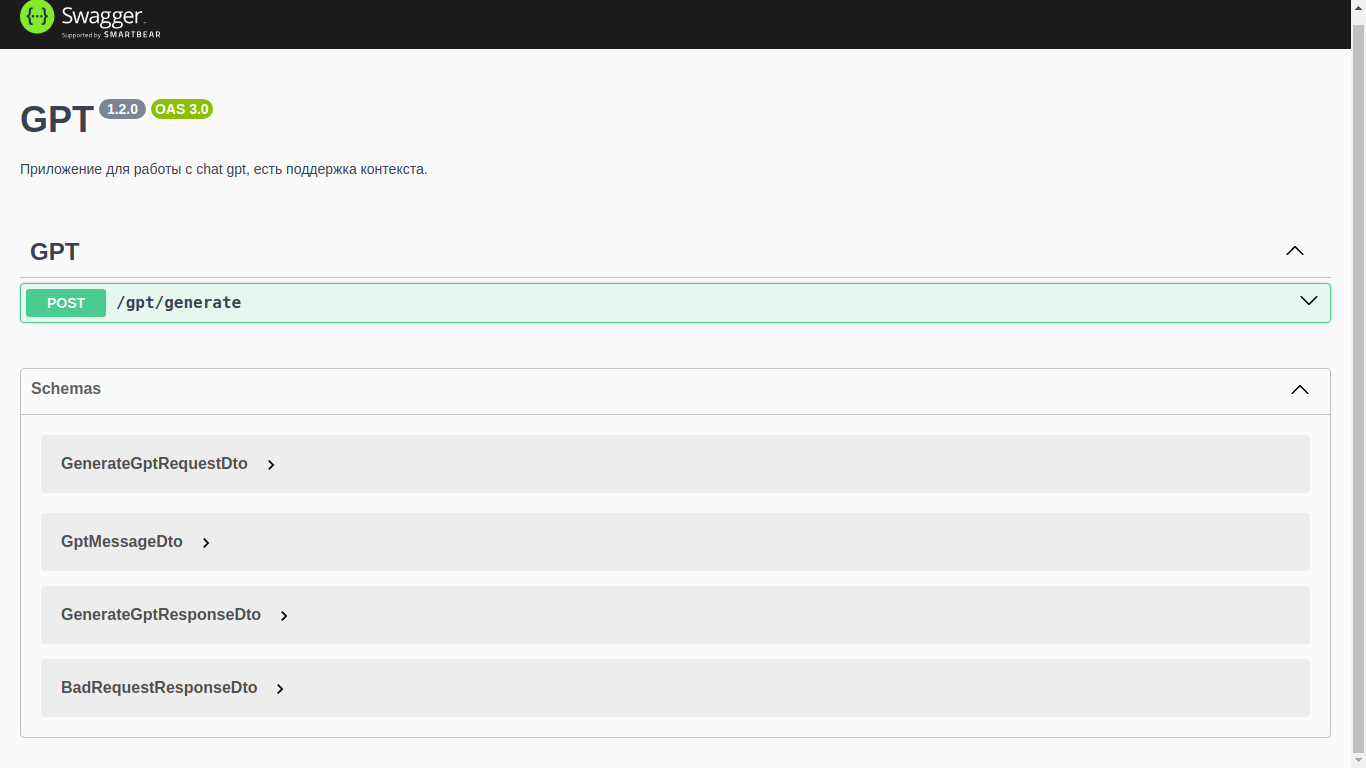 Swagger
Supported by SMARTBEAR
GPT 1.2.0 OAS 3.0
Приложение для работы с chat gpt, есть поддержка контекста.
GPT
POST /gpt/generate
Schemas
GenerateGptRequestDto
GptMessageDto
GenerateGptResponseDto
BadRequestResponseDto